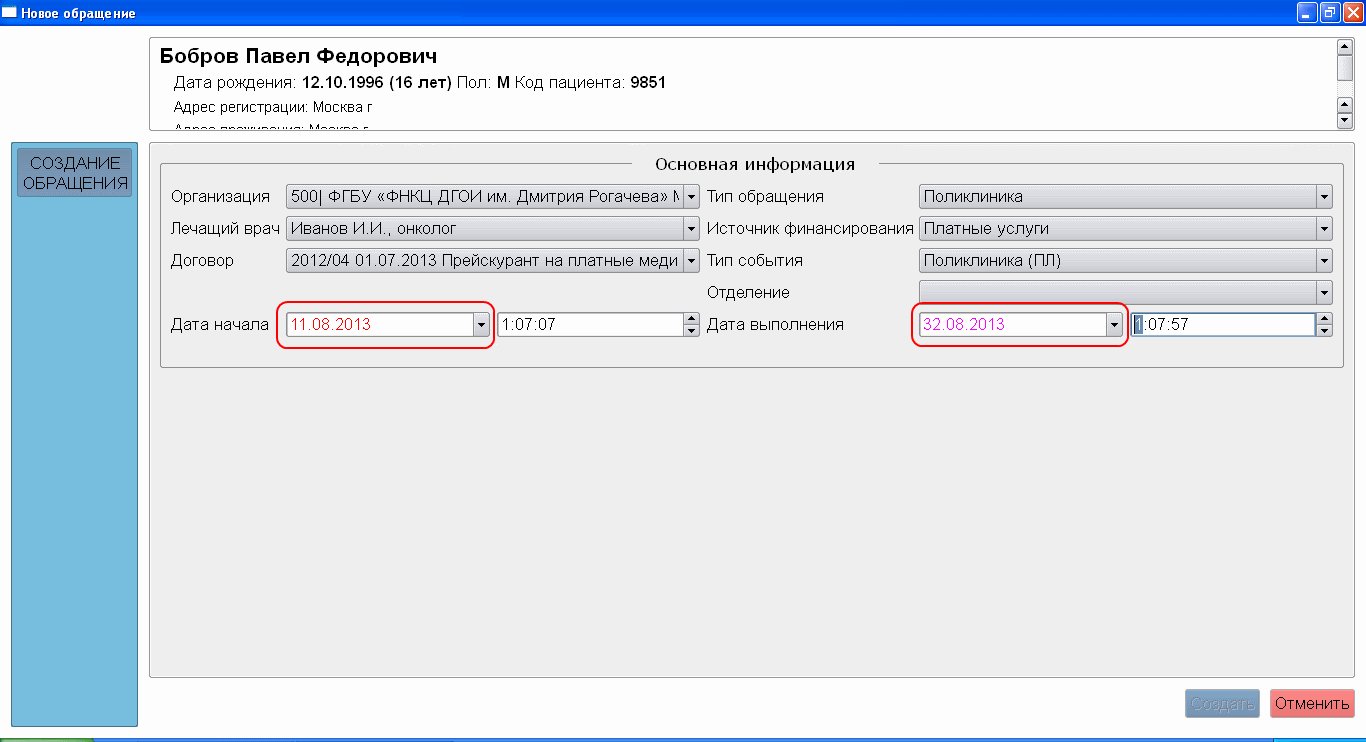 Новое обращение
Бобров Павел Федорович
Дата рождения: 12.10.1996 (16 лет) Пол: М Код пациента: 9851
Адрес регистрации: Москва г
Адрес проживания: Москва г
СОЗДАНИЕ
ОБРАЩЕНИЯ
Основная информация
Организация 500| ФГБУ «ФНКЦ ДГОИ им. Дмитрия Рогачева» М Тип обращения Поликлиника
Лечащий врач Иванов И.И., онколог Источник финансирования Платные услуги
Договор 2012/04 01.07.2013 Прейскурант на платные меди Тип события Поликлиника (ПЛ)
Отделение
Дата начала 11.08.2013 1:07:07 Дата выполнения 32.08.2013 1:07:57
Создать Отменить